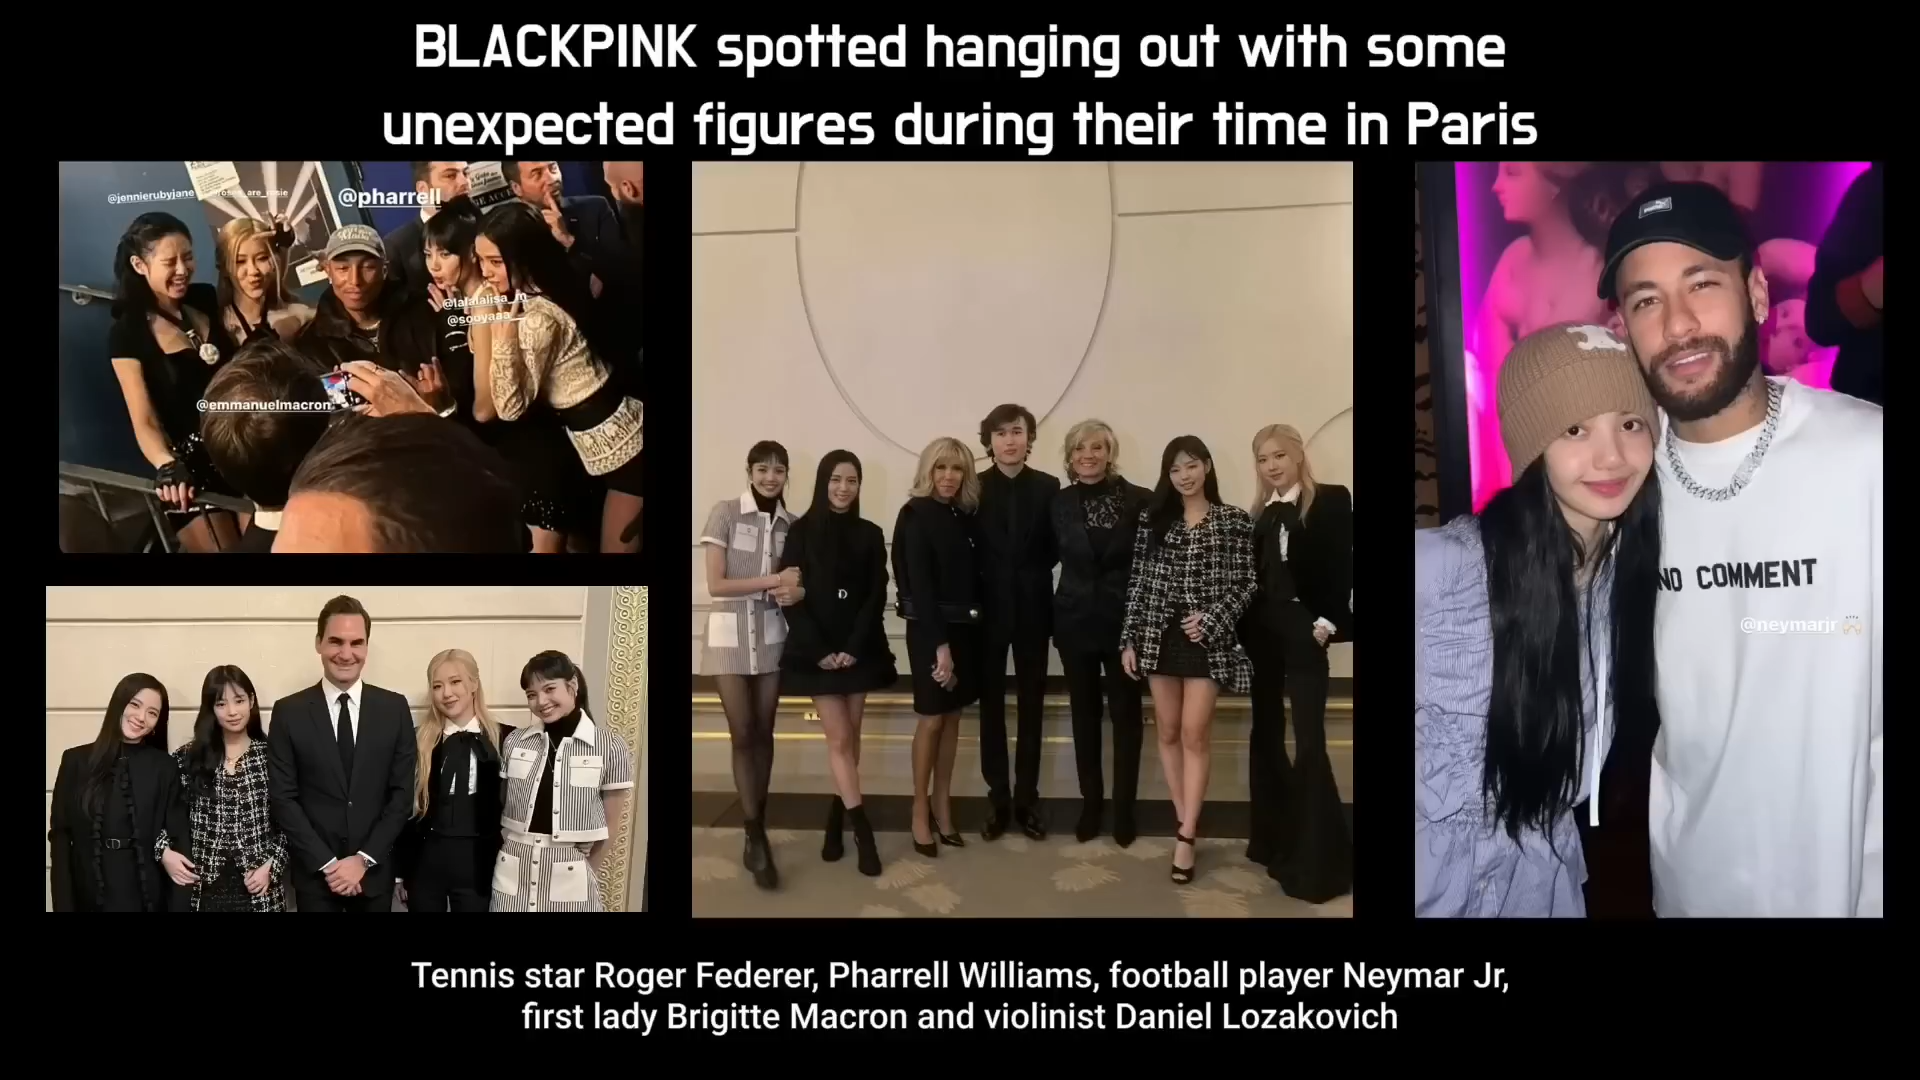 BLACKPINK spotted hanging out with some
unexpected figures during their time in Paris
@jennierubyjane
@pharrell
@lalalalisa_m
@sooyaaa__
@emmanuelmacron
NO COMMENT
@neymarjr
Tennis star Roger Federer, Pharrell Williams, football player Neymar Jr,
first lady Brigitte Macron and violinist Daniel Lozakovich